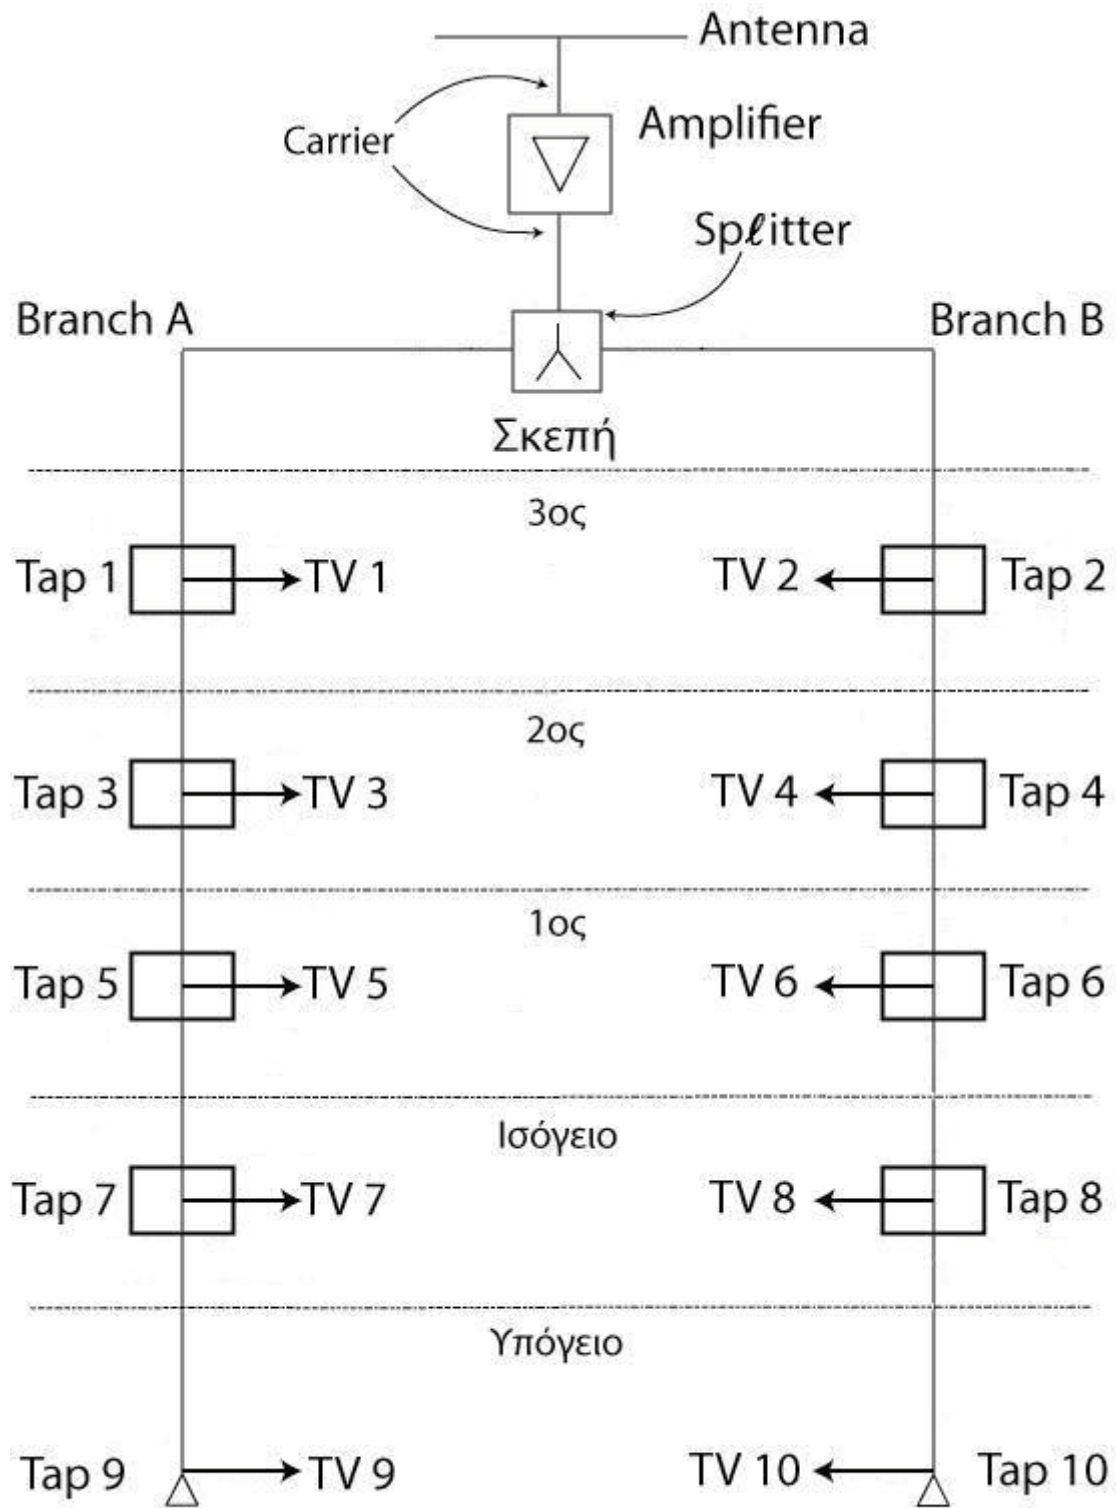 Antenna
Amplifier
Carrier
Splitter
Branch A
Branch B
Σκεπή
3ος
Tap 1
TV 1
TV 2
Tap 2
2ος
Tap 3
TV 3
TV 4
Tap 4
1ος
Tap 5
TV 5
TV 6
Tap 6
Ισόγειο
Tap 7
TV 7
TV 8
Tap 8
Υπόγειο
Tap 9
TV 9
TV 10
Tap 10